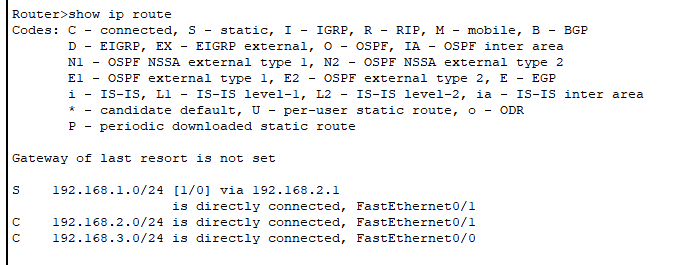 Router>show ip route
Codes: C - connected, S - static, I - IGRP, R - RIP, M - mobile, B - BGP
       D - EIGRP, EX - EIGRP external, O - OSPF, IA - OSPF inter area
       N1 - OSPF NSSA external type 1, N2 - OSPF NSSA external type 2
       E1 - OSPF external type 1, E2 - OSPF external type 2, E - EGP
       i - IS-IS, L1 - IS-IS level-1, L2 - IS-IS level-2, ia - IS-IS inter area
       * - candidate default, U - per-user static route, o - ODR
       P - periodic downloaded static route

Gateway of last resort is not set

S    192.168.1.0/24 [1/0] via 192.168.2.1
                    is directly connected, FastEthernet0/1
C    192.168.2.0/24 is directly connected, FastEthernet0/1
C    192.168.3.0/24 is directly connected, FastEthernet0/0